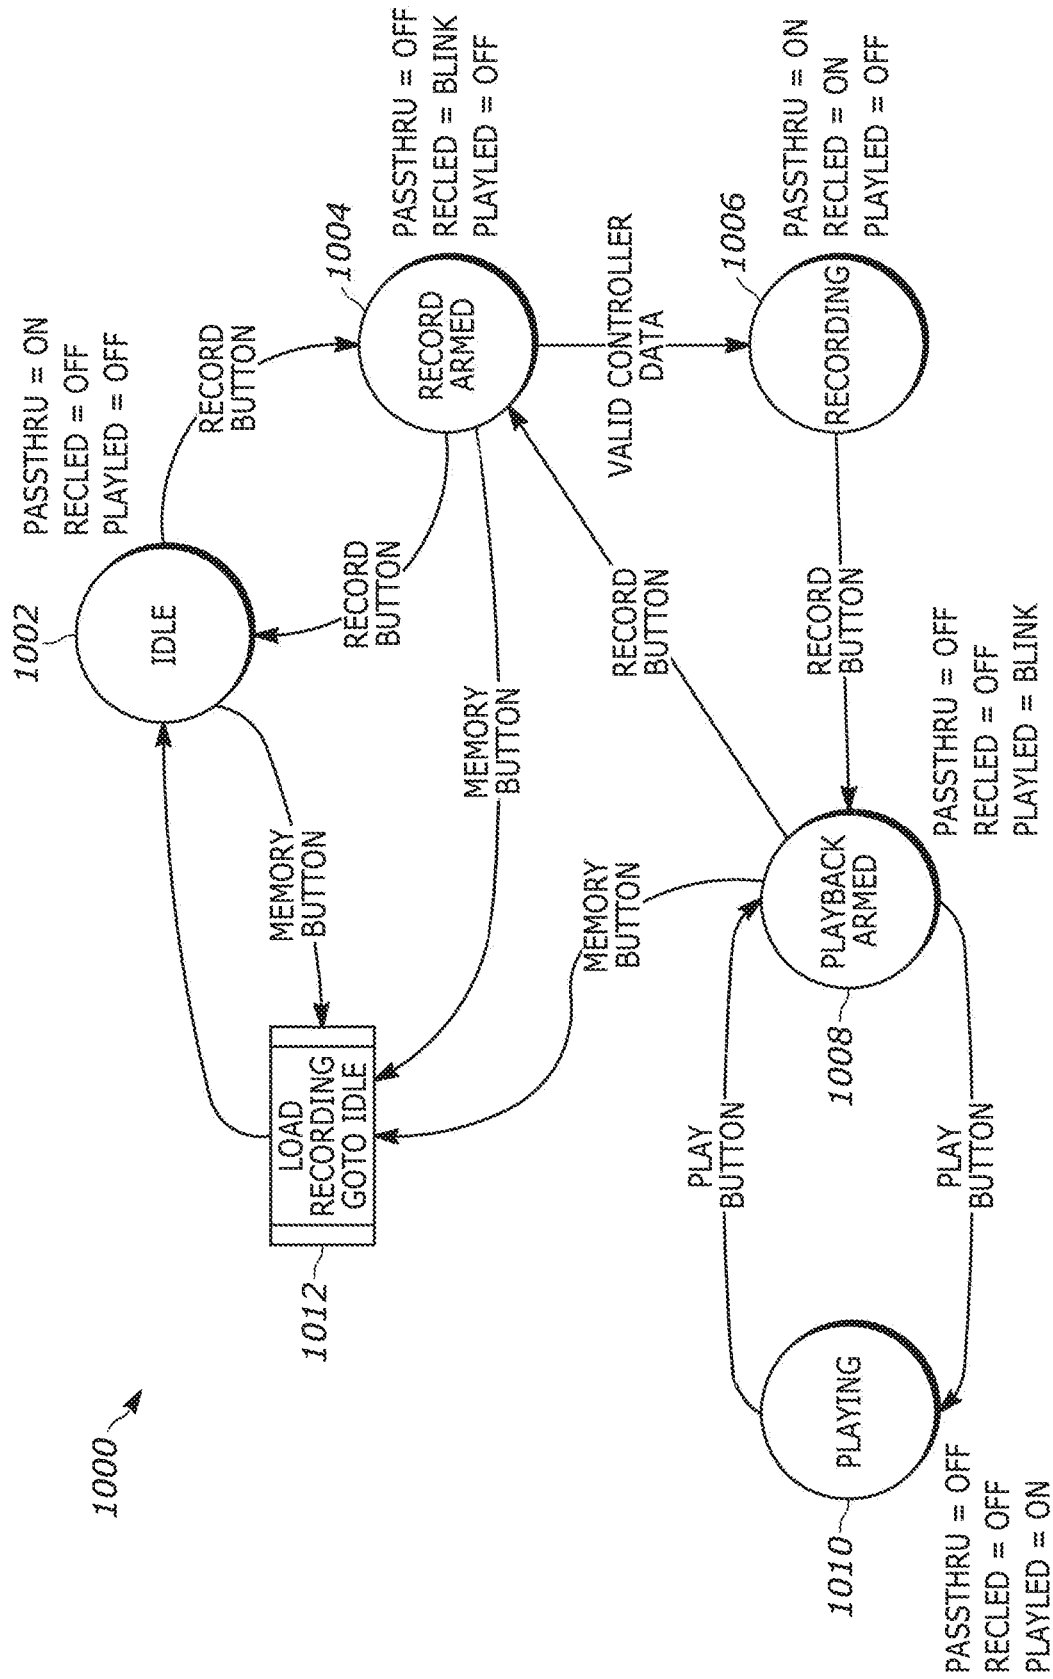 1000
1002
IDLE
PASSTHRU = ON
RECLED = OFF
PLAYLED = OFF
RECORD
BUTTON
1004
RECORD
ARMED
PASSTHRU = OFF
RECLED = BLINK
PLAYLED = OFF
RECORD
BUTTON
MEMORY
BUTTON
1012
LOAD
RECORDING
GOTO IDLE
MEMORY
BUTTON
MEMORY
BUTTON
RECORD
BUTTON
VALID CONTROLLER
DATA
1006
RECORDING
PASSTHRU = ON
RECLED = ON
PLAYLED = OFF
RECORD
BUTTON
1008
PLAYBACK
ARMED
PASSTHRU = OFF
RECLED = OFF
PLAYLED = BLINK
PLAY
BUTTON
PLAY
BUTTON
1010
PLAYING
PASSTHRU = OFF
RECLED = OFF
PLAYLED = ON